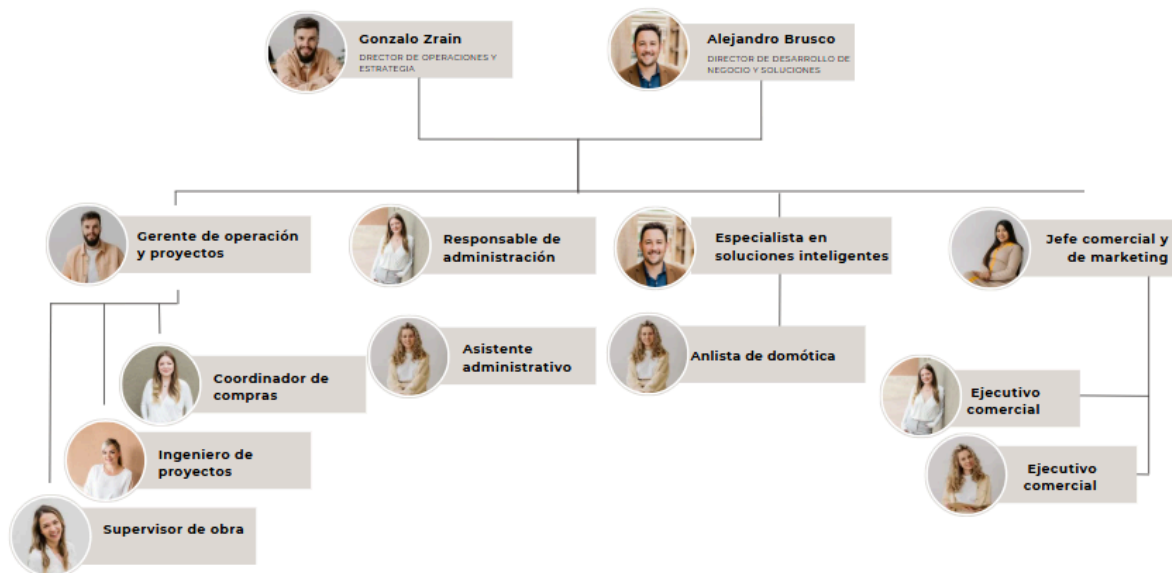 Gonzalo Zrain
DRECTOR DE OPERACIONES Y
ESTRATEGIA
Alejandro Brusco
DIRECTOR DE DESARROLLO DE
NEGOCIO Y SOLUCIONES
Gerente de operación
y proyectos
Responsable de
administración
Especialista en
soluciones inteligentes
Jefe comercial y
de marketing
Coordinador de
compras
Asistente
administrativo
Anlista de domótica
Ejecutivo
comercial
Ingeniero de
proyectos
Ejecutivo
comercial
Supervisor de obra